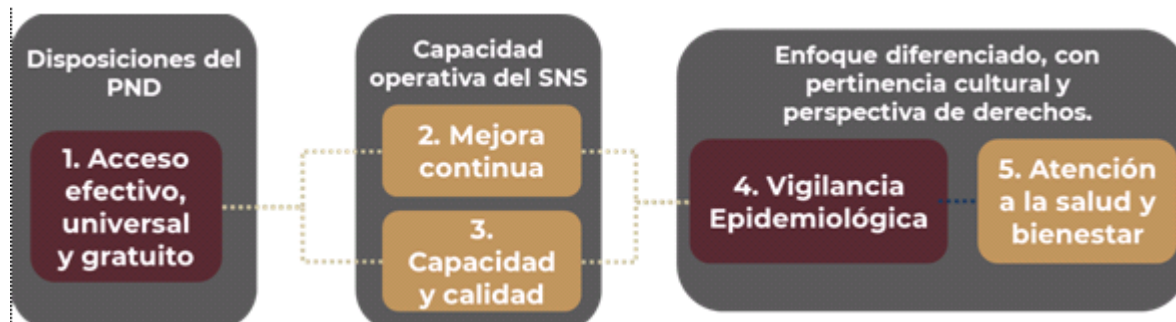 Disposiciones del
PND
1. Acceso
efectivo,
universal
y gratuito
Capacidad
operativa del SNS
2. Mejora
continua
3.
Capacidad
y calidad
Enfoque diferenciado, con
pertinencia cultural y
perspectiva de derechos.
4. Vigilancia
Epidemiológica
5. Atención
a la salud y
bienestar